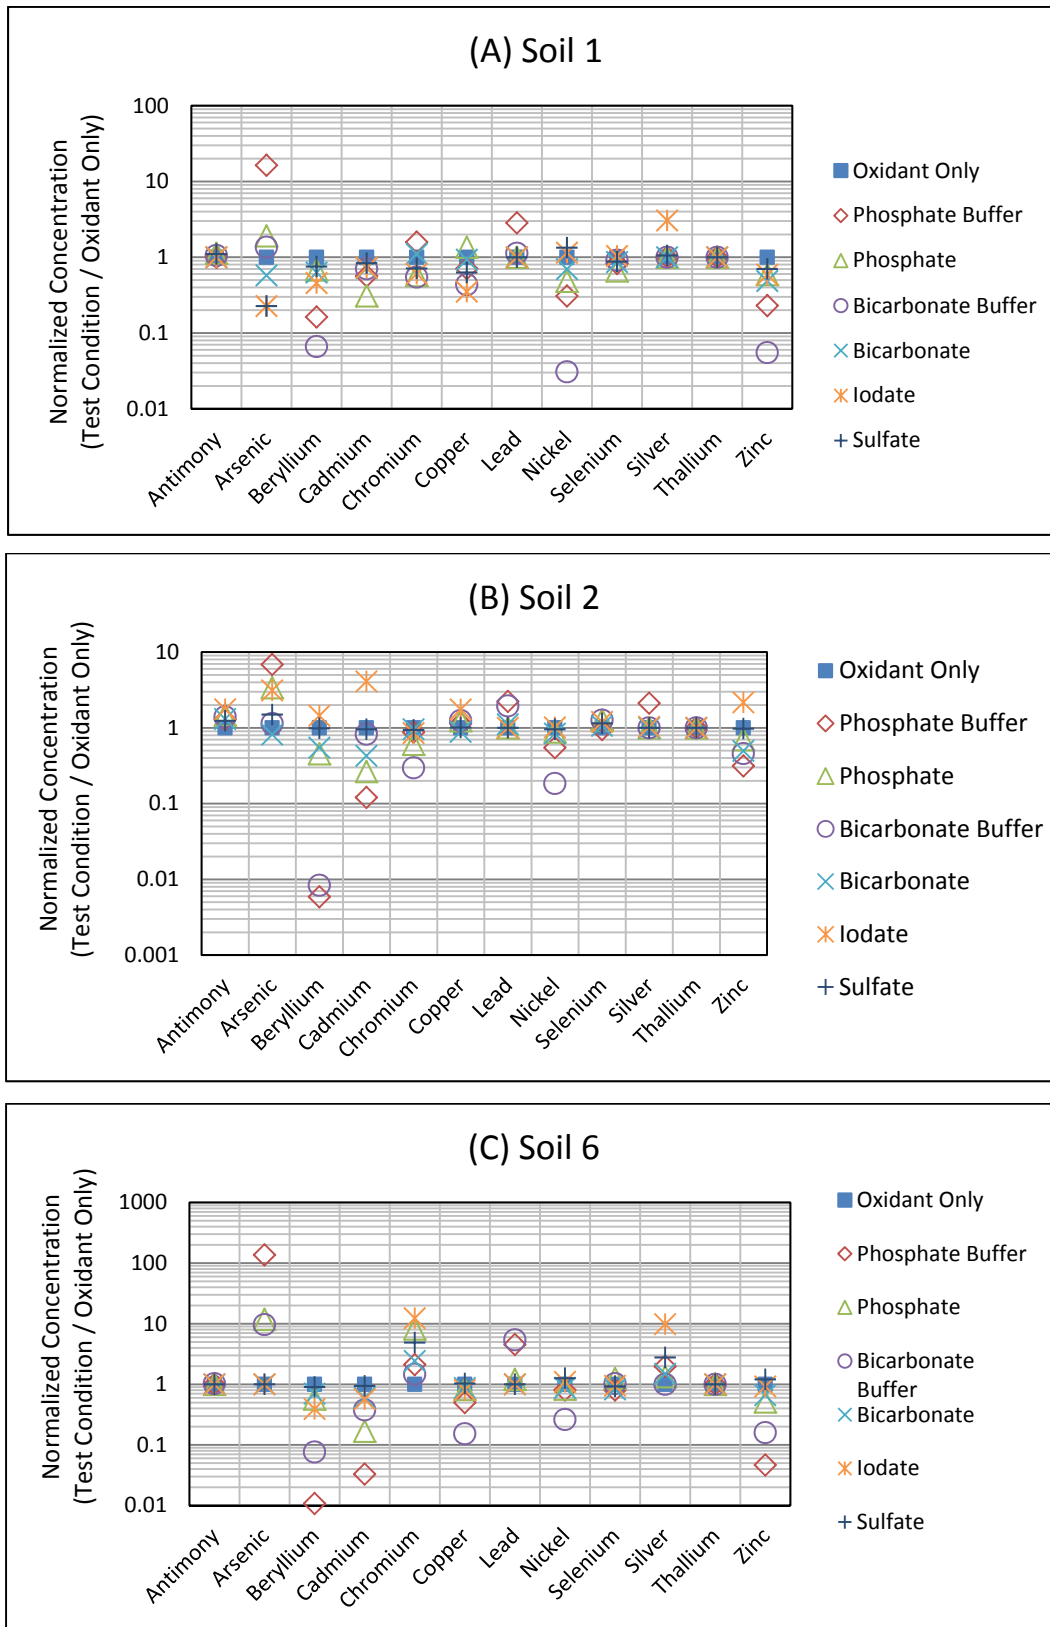 (A) Soil 1
Normalized Concentration
(Test Condition / Oxidant Only)
100
10
1
0.1
0.01
Antimony
Arsenic
Beryllium
Cadmium
Chromium
Copper
Lead
Nickel
Selenium
Silver
Thallium
Zinc
Oxidant Only
Phosphate Buffer
Phosphate
Bicarbonate Buffer
Bicarbonate
Iodate
Sulfate
(B) Soil 2
Normalized Concentration
(Test Condition / Oxidant Only)
10
1
0.1
0.01
0.001
Antimony
Arsenic
Beryllium
Cadmium
Chromium
Copper
Lead
Nickel
Selenium
Silver
Thallium
Zinc
Oxidant Only
Phosphate Buffer
Phosphate
Bicarbonate Buffer
Bicarbonate
Iodate
Sulfate
(C) Soil 6
Normalized Concentration
(Test Condition / Oxidant Only)
1000
100
10
1
0.1
0.01
Antimony
Arsenic
Beryllium
Cadmium
Chromium
Copper
Lead
Nickel
Selenium
Silver
Thallium
Zinc
Oxidant Only
Phosphate Buffer
Phosphate
Bicarbonate
Buffer
Bicarbonate
Iodate
Sulfate